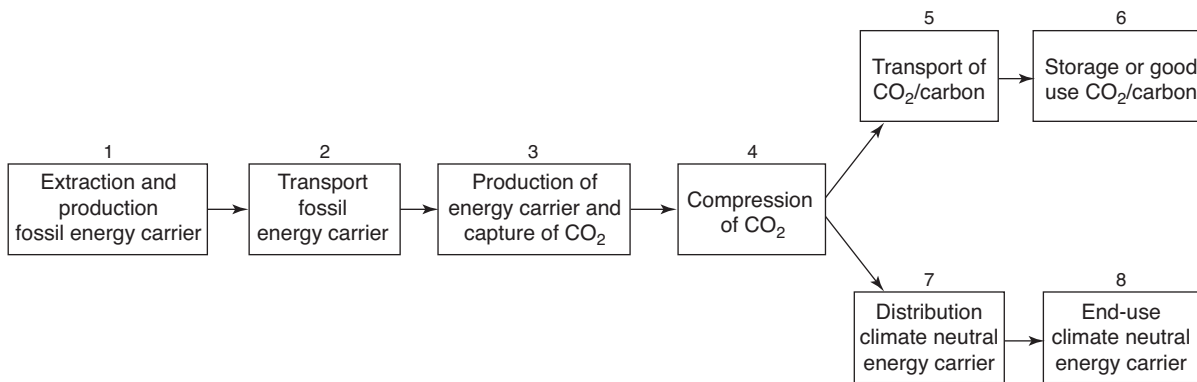 1
Extraction and
production
fossil energy carrier
2
Transport
fossil
energy carrier
3
Production of
energy carrier and
capture of CO₂
4
Compression
of CO₂
5
Transport of
CO₂/carbon
6
Storage or good
use CO₂/carbon
7
Distribution
climate neutral
energy carrier
8
End-use
climate neutral
energy carrier